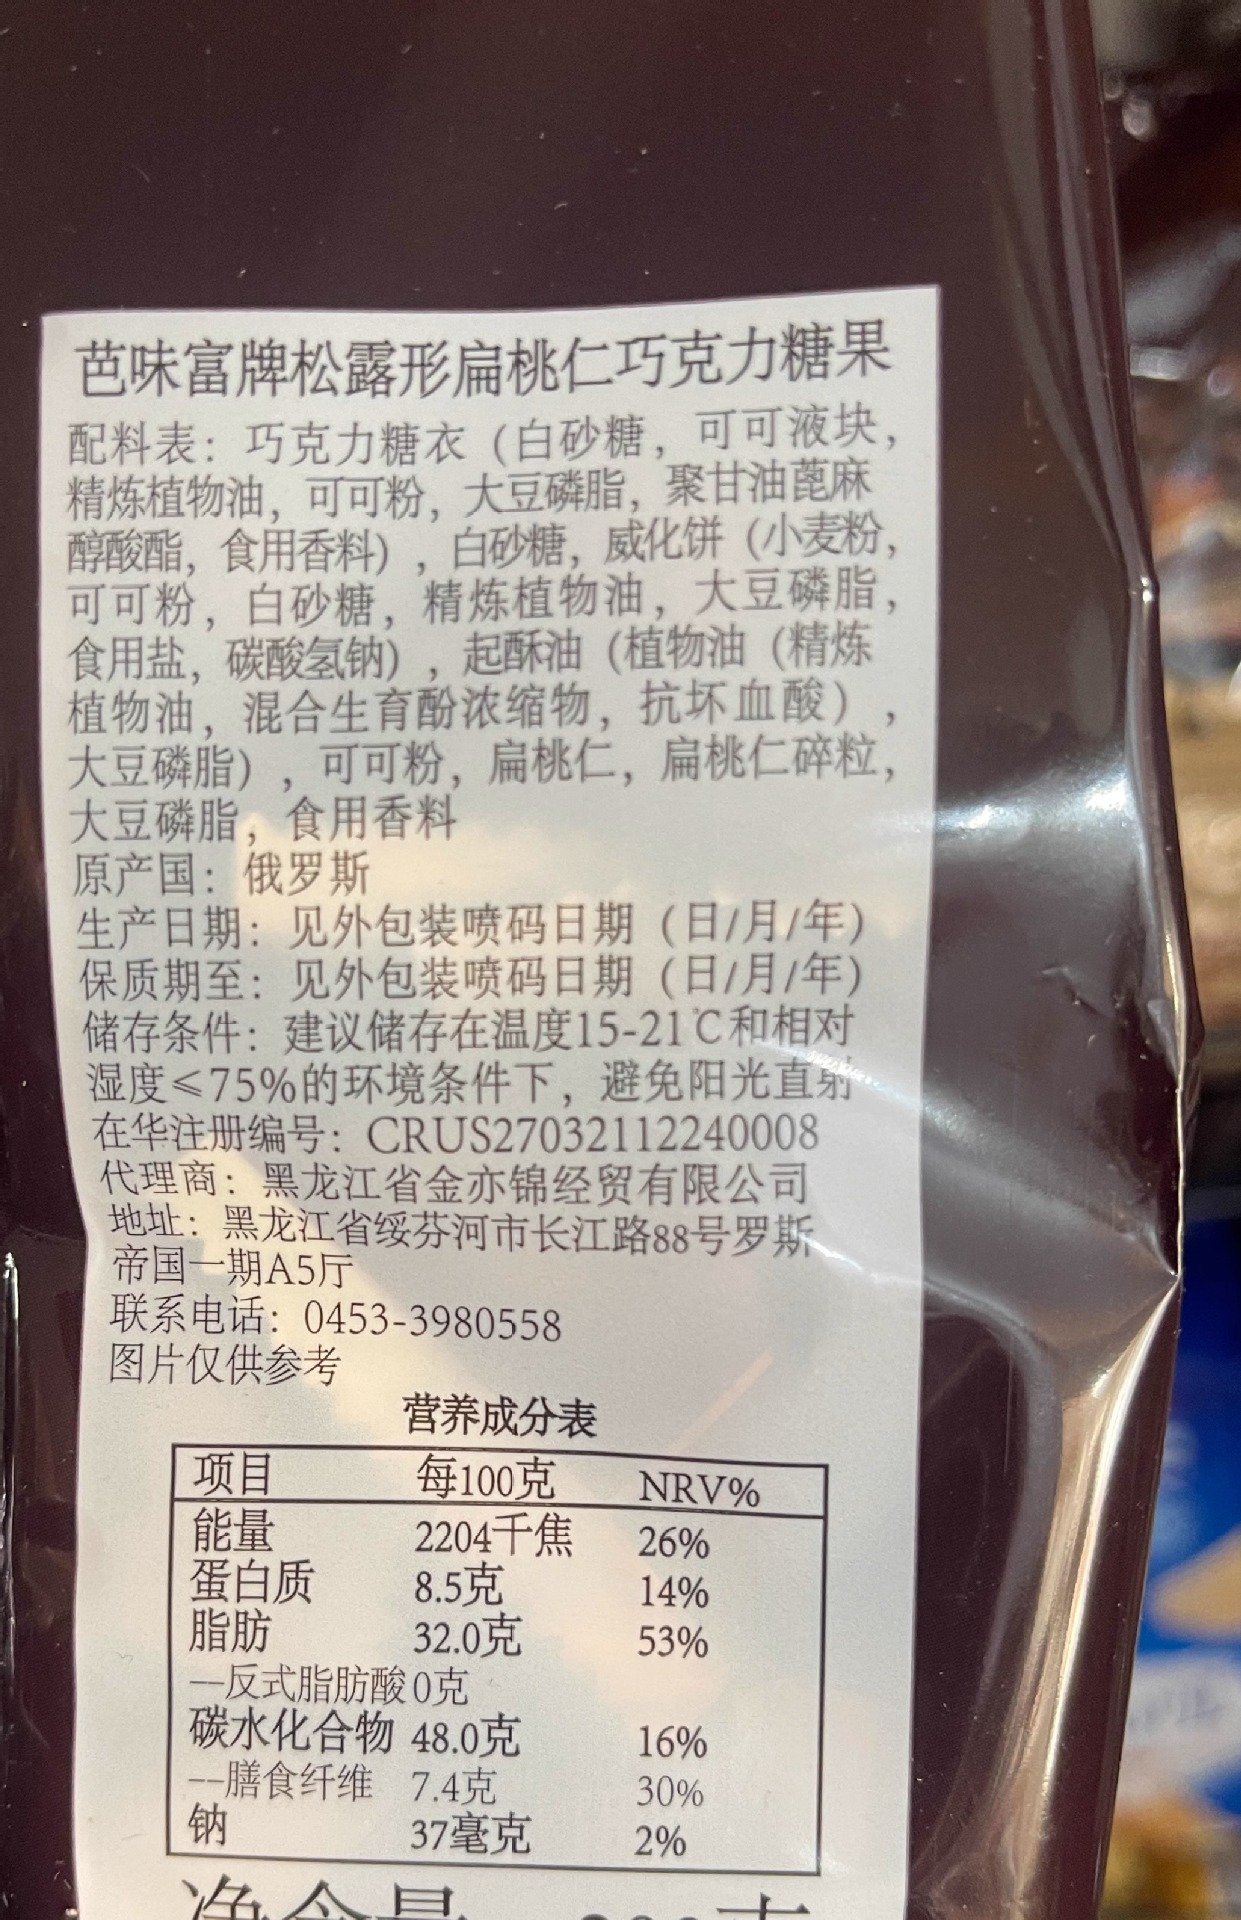 芭味富牌松露形扁桃仁巧克力糖果
配料表：巧克力糖衣（白砂糖，可可液块，
精炼植物油，可可粉，大豆磷脂，聚甘油蓖麻
醇酸酯，食用香料），白砂糖，威化饼（小麦粉，
可可粉，白砂糖，精炼植物油，大豆磷脂，
食用盐，碳酸氢钠），起酥油（植物油（精炼
植物油，混合生育酚浓缩物，抗坏血酸），
大豆磷脂），可可粉，扁桃仁，扁桃仁碎粒，
大豆磷脂，食用香料
原产国：俄罗斯
生产日期：见外包装喷码日期（日/月/年）
保质期至：见外包装喷码日期（日/月/年）
储存条件：建议储存在温度15-21℃和相对
湿度≤75%的环境条件下，避免阳光直射
在华注册编号：CRUS27032112240008
代理商：黑龙江省金亦锦经贸有限公司
地址：黑龙江省绥芬河市长江路88号罗斯
帝国一期A5厅
联系电话：0453-3980558
图片仅供参考
营养成分表
项目 每100克 NRV%
能量 2204千焦 26%
蛋白质 8.5克 14%
脂肪 32.0克 53%
—反式脂肪酸 0克
碳水化合物 48.0克 16%
--膳食纤维 7.4克 30%
钠 37毫克 2%
净含量